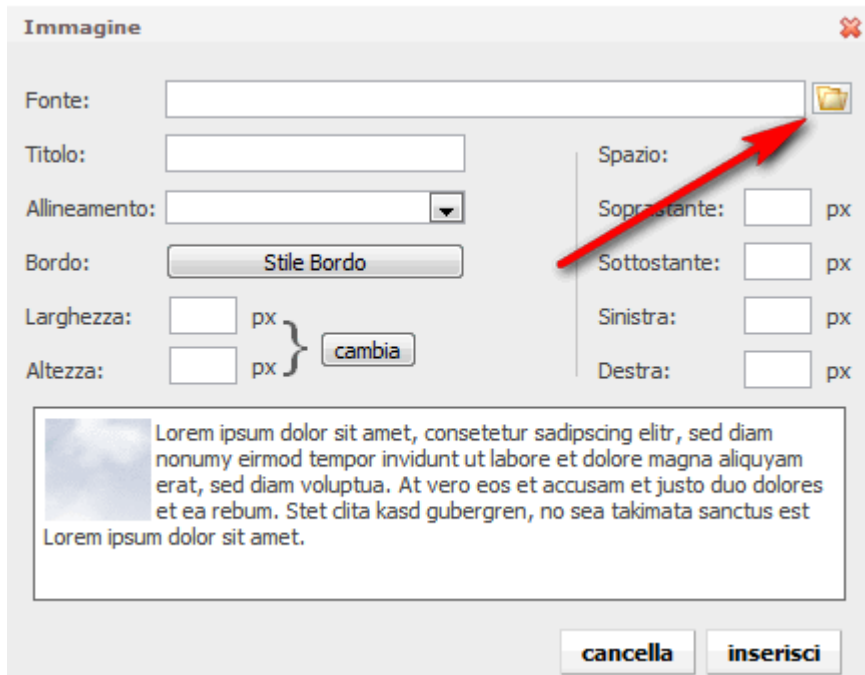 Immagine
Fonte:
Titolo:
Allineamento:
Bordo:
Stile Bordo
Larghezza:
px
Altezza:
px
}
cambia
Spazio:
Soprastante:
px
Sottostante:
px
Sinistra:
px
Destra:
px
Lorem ipsum dolor sit amet, consetetur sadipscing elitr, sed diam
nonumy eirmod tempor invidunt ut labore et dolore magna aliquyam
erat, sed diam voluptua. At vero eos et accusam et justo duo dolores
et ea rebum. Stet clita kasd gubergren, no sea takimata sanctus est
Lorem ipsum dolor sit amet.
cancella
inserisci